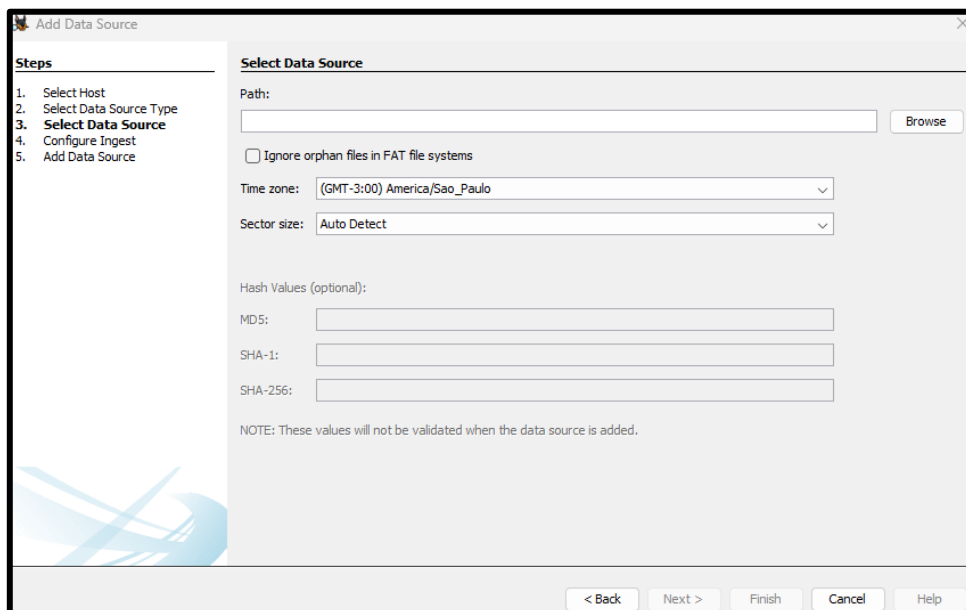 Add Data Source
Steps
1. Select Host
2. Select Data Source Type
3. Select Data Source
4. Configure Ingest
5. Add Data Source
Select Data Source
Path:
Browse
Ignore orphan files in FAT file systems
Time zone: (GMT-3:00) America/Sao_Paulo
Sector size: Auto Detect
Hash Values (optional):
MD5:
SHA-1:
SHA-256:
NOTE: These values will not be validated when the data source is added.
< Back Next > Finish Cancel Help